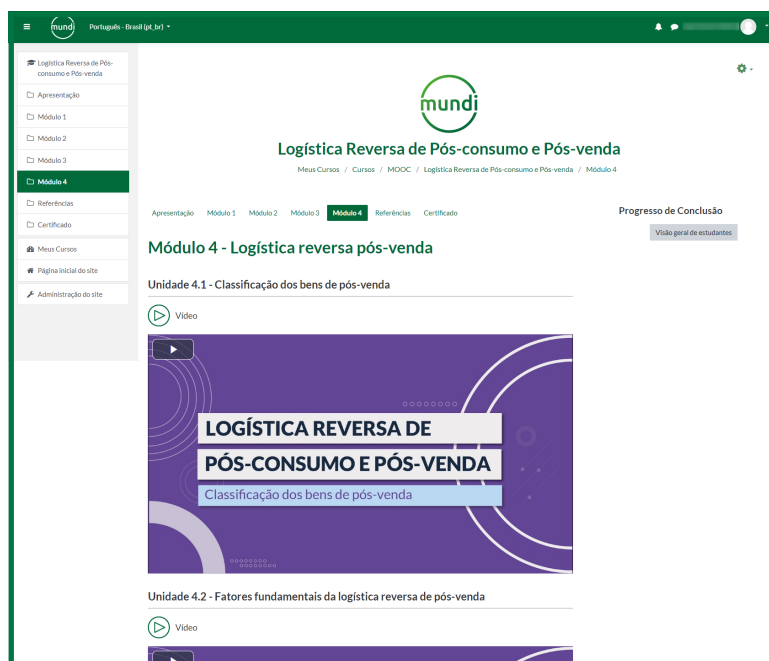 mundi
Português - Brasil (pt_br)
Logística Reversa de Pós-
consumo e Pós-venda
Apresentação
Módulo 1
Módulo 2
Módulo 3
Módulo 4
Referências
Certificado
Meus Cursos
Página inicial do site
Administração do site
mundi
Logística Reversa de Pós-consumo e Pós-venda
Meus Cursos / Cursos / MOOC / Logística Reversa de Pós-consumo e Pós-venda / Módulo 4
Apresentação Módulo 1 Módulo 2 Módulo 3 Módulo 4 Referências Certificado
Progresso de Conclusão
Visão geral de estudantes
Módulo 4 - Logística reversa pós-venda
Unidade 4.1 - Classificação dos bens de pós-venda
Vídeo
LOGÍSTICA REVERSA DE
PÓS-CONSUMO E PÓS-VENDA
Classificação dos bens de pós-venda
Unidade 4.2 - Fatores fundamentais da logística reversa de pós-venda
Vídeo